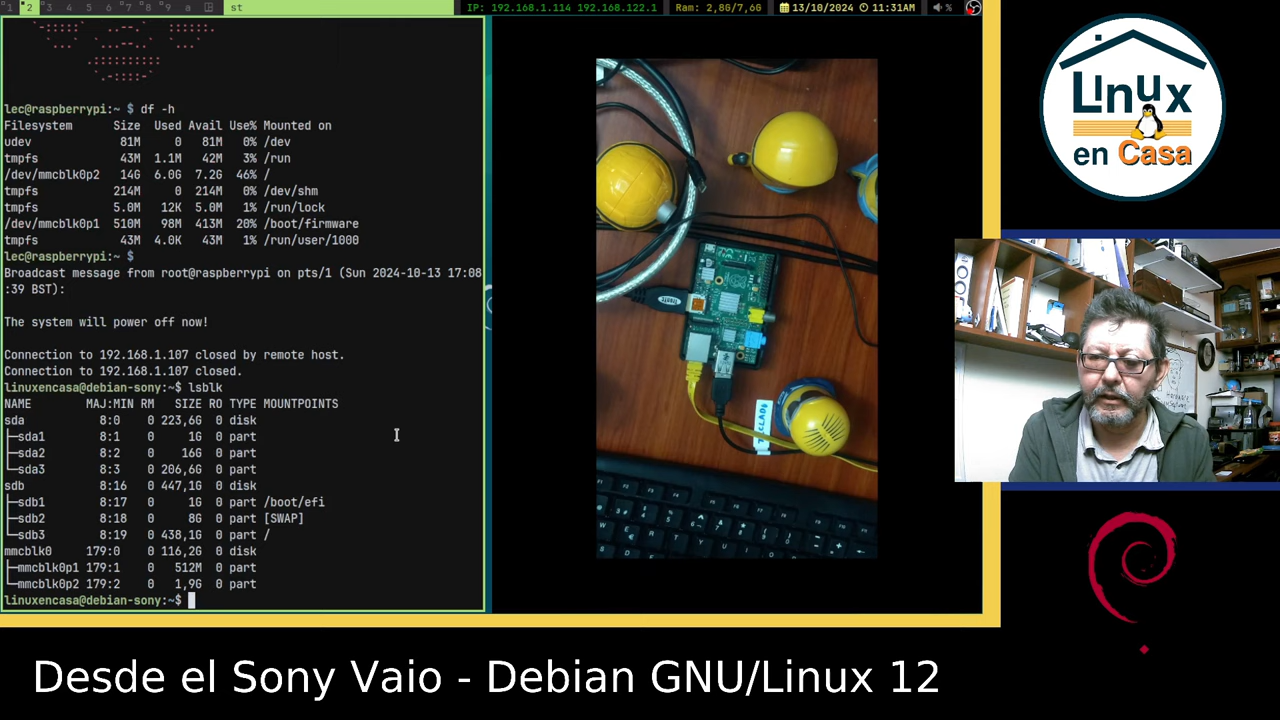 1 2 3 4 5 6 7 8 a st IP: 192.168.1.114 192.168.122.1 Ram: 2,8G/7,6G 13/10/2024 11:31AM %
lec@raspberrypi:~ $ df -h
Filesystem Size Used Avail Use% Mounted on
udev 81M 0 81M 0% /dev
tmpfs 43M 1.1M 42M 3% /run
/dev/mmcblk0p2 14G 6.0G 7.2G 46% /
tmpfs 214M 0 214M 0% /dev/shm
tmpfs 5.0M 12K 5.0M 1% /run/lock
/dev/mmcblk0p1 510M 98M 413M 20% /boot/firmware
tmpfs 43M 4.0K 43M 1% /run/user/1000
lec@raspberrypi:~ $
Broadcast message from root@raspberrypi on pts/1 (Sun 2024-10-13 17:08
:39 BST):
The system will power off now!
Connection to 192.168.1.107 closed by remote host.
Connection to 192.168.1.107 closed.
linuxencasa@debian-sony:~$ lsblk
NAME MAJ:MIN RM SIZE RO TYPE MOUNTPOINTS
sda 8:0 0 223,6G 0 disk
├─sda1 8:1 0 1G 0 part
├─sda2 8:2 0 16G 0 part
└─sda3 8:3 0 206,6G 0 part
sdb 8:16 0 447,1G 0 disk
├─sdb1 8:17 0 1G 0 part /boot/efi
├─sdb2 8:18 0 8G 0 part [SWAP]
└─sdb3 8:19 0 438,1G 0 part /
mmcblk0 179:0 0 116,2G 0 disk
├─mmcblk0p1 179:1 0 512M 0 part
└─mmcblk0p2 179:2 0 1,9G 0 part
linuxencasa@debian-sony:~$
TECLADO
Linux
en Casa
Desde el Sony Vaio - Debian GNU/Linux 12